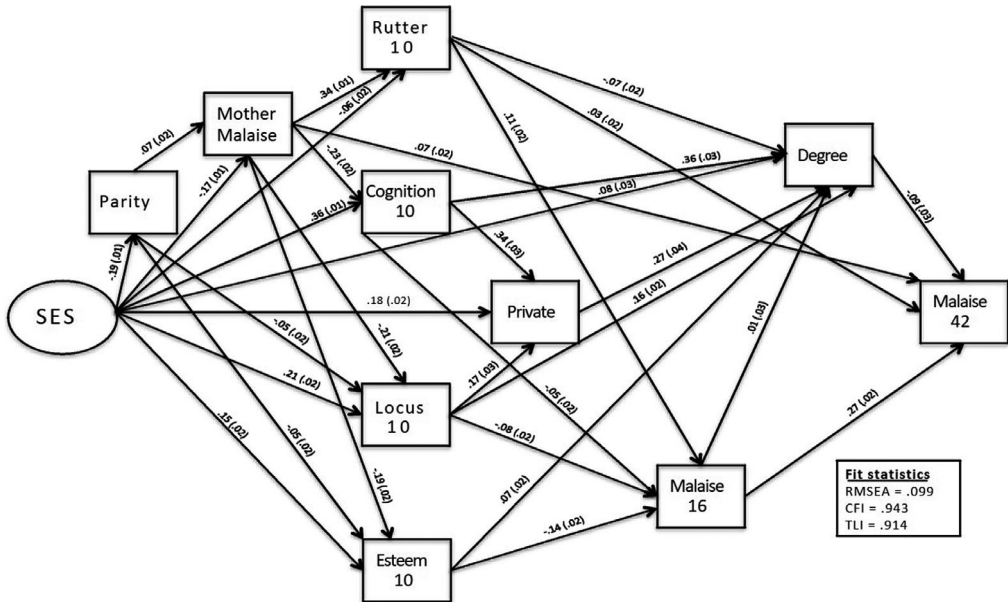 Rutter
10
-.07 (.02)
.34 (.01)
-.06 (.02)
.03 (.02)
Mother
Malaise
.11 (.02)
.07 (.02)
.07 (.02)
Degree
-.23 (.02)
.36 (.03)
-.17 (.01)
.08 (.03)
Cognition
10
Parity
.36 (.01)
-.09 (.03)
.34 (.03)
-.19 (.01)
.27 (.04)
SES
.18 (.02)
Private
.16 (.02)
Malaise
42
-.05 (.02)
-.21 (.02)
.01 (.03)
.21 (.02)
.17 (.03)
Locus
10
-.05 (.02)
.15 (.02)
-.05 (.02)
-.08 (.02)
.27 (.02)
-.19 (.02)
.07 (.02)
Malaise
16
Fit statistics
RMSEA = .099
CFI = .943
TLI = .914
-.14 (.02)
Esteem
10